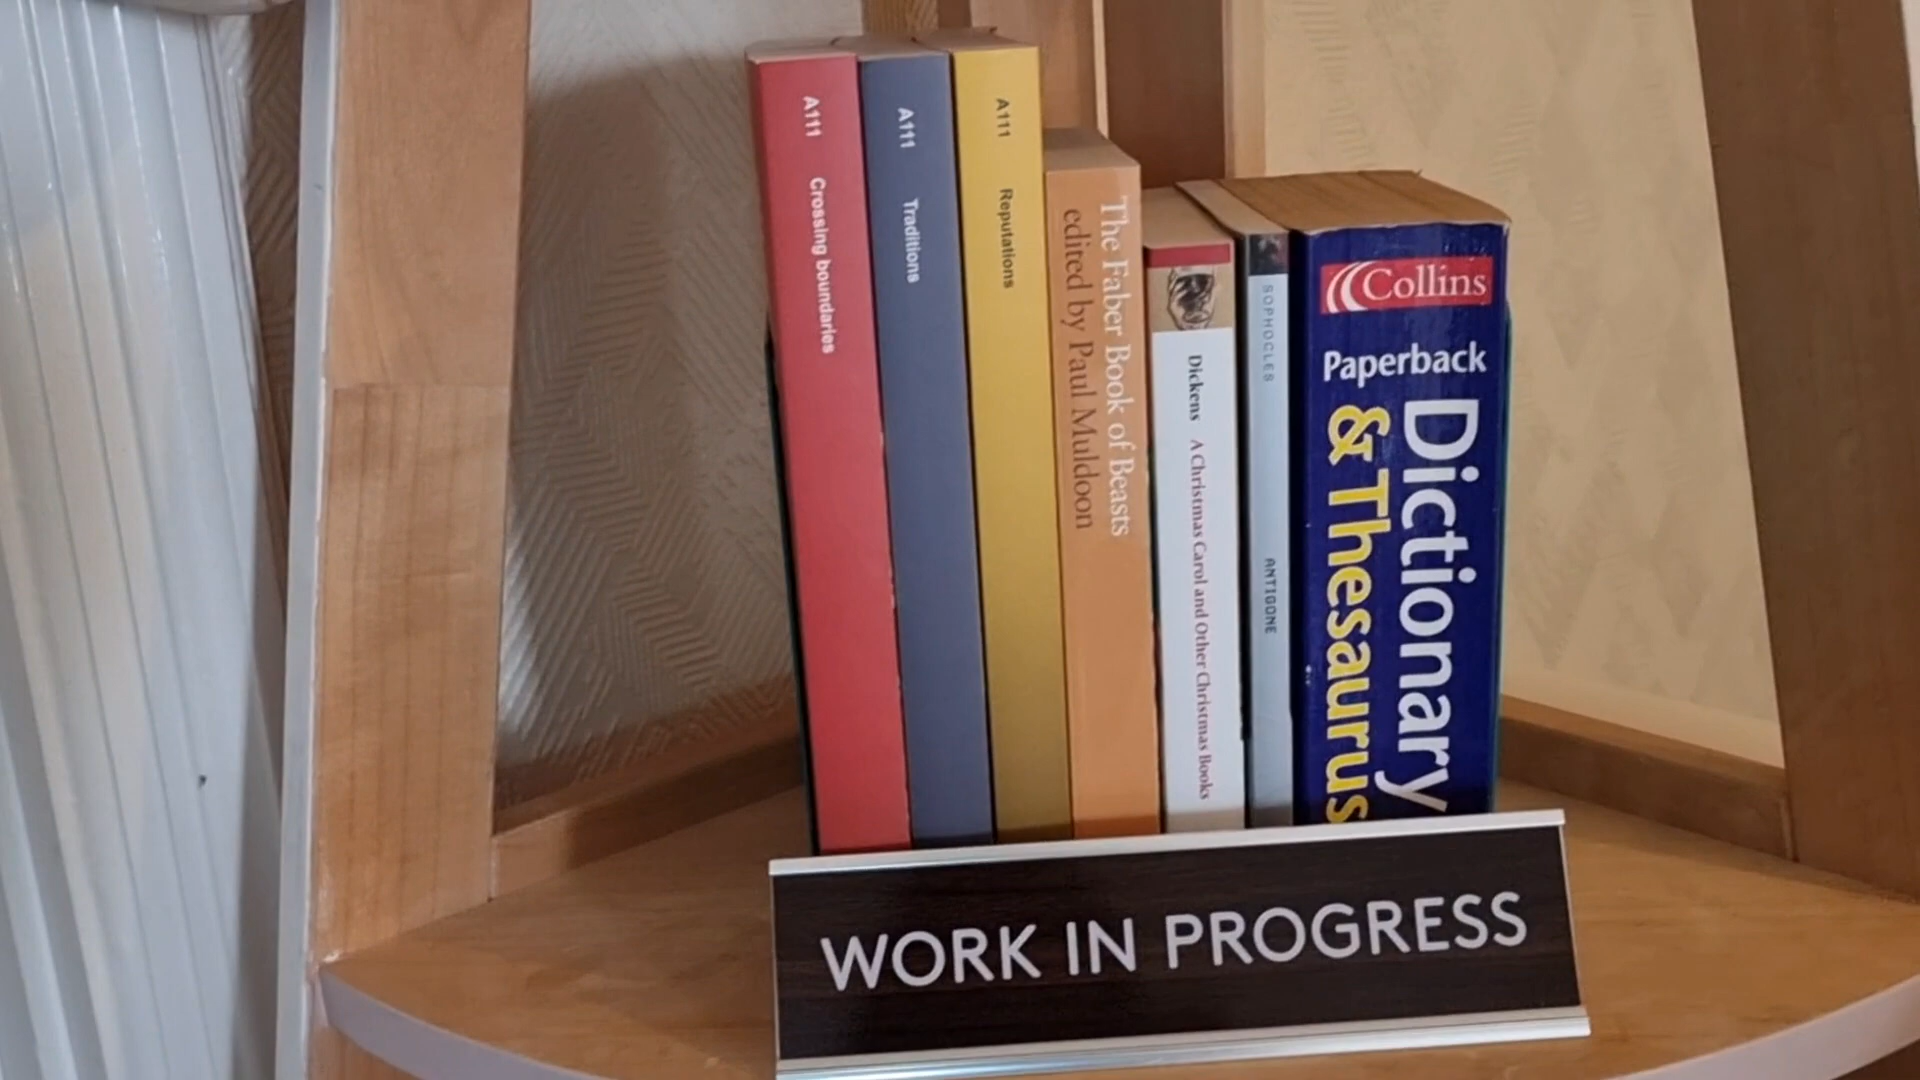 A111 Crossing boundaries
A111 Traditions
A111 Reputations
The Faber Book of Beasts
edited by Paul Muldoon
Dickens A Christmas Carol and Other Christmas Books
SOPHOCLES ANTIGONE
Collins
Paperback
Dictionary
& Thesaurus
WORK IN PROGRESS